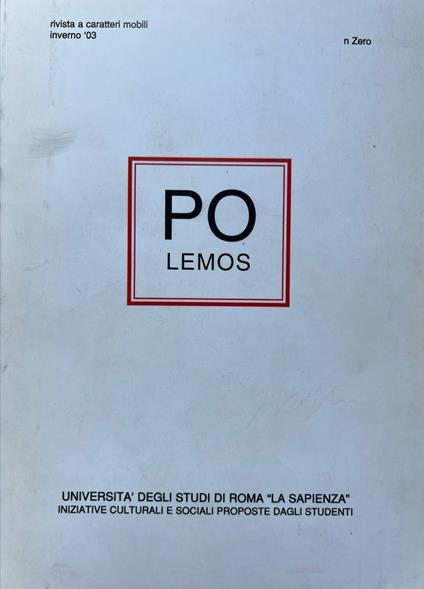 rivista a caratteri mobili
inverno '03
n Zero
PO
LEMOS
UNIVERSITA' DEGLI STUDI DI ROMA "LA SAPIENZA"
INIZIATIVE CULTURALI E SOCIALI PROPOSTE DAGLI STUDENTI